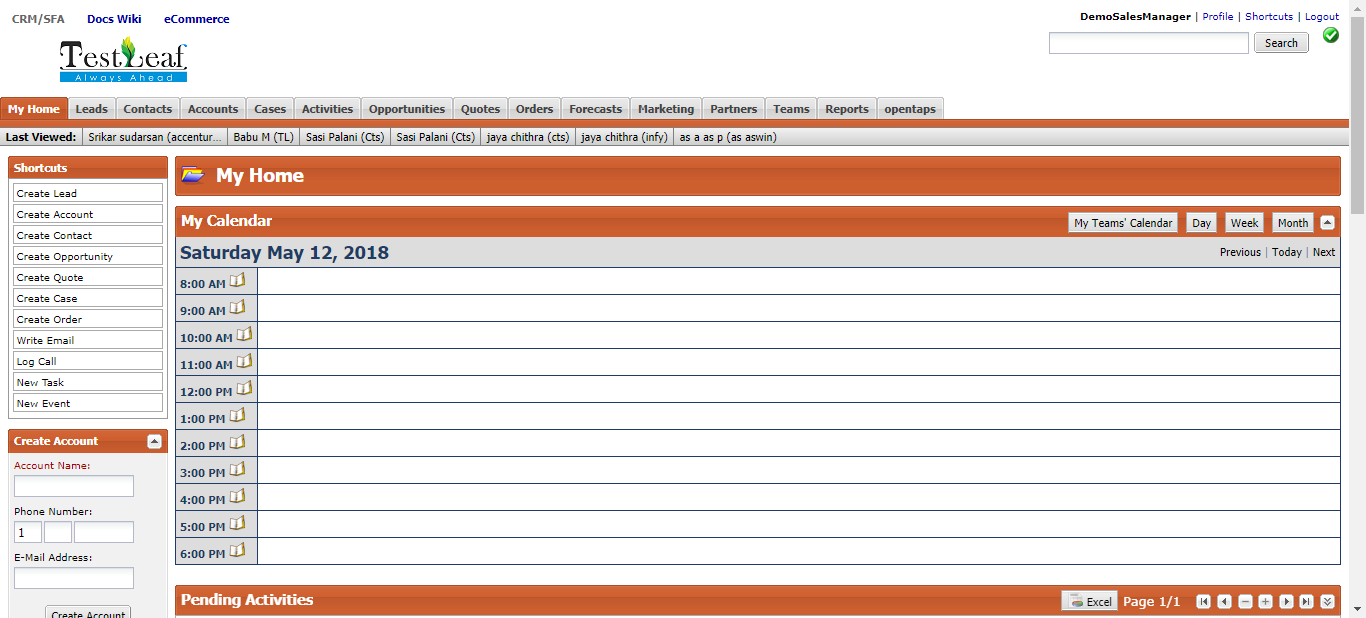 CRM/SFA Docs Wiki eCommerce
DemoSalesManager | Profile | Shortcuts | Logout
Search
TestLeaf
Always Ahead
My Home Leads Contacts Accounts Cases Activities Opportunities Quotes Orders Forecasts Marketing Partners Teams Reports opentaps
Last Viewed: Srikar sudarsan (accentur... Babu M (TL) Sasi Palani (Cts) Sasi Palani (Cts) jaya chithra (cts) jaya chithra (infy) as a as p (as aswin)
Shortcuts
Create Lead
Create Account
Create Contact
Create Opportunity
Create Quote
Create Case
Create Order
Write Email
Log Call
New Task
New Event
Create Account
Account Name:
Phone Number:
1
E-Mail Address:
Create Account
My Home
My Calendar My Teams' Calendar Day Week Month
Saturday May 12, 2018 Previous | Today | Next
8:00 AM
9:00 AM
10:00 AM
11:00 AM
12:00 PM
1:00 PM
2:00 PM
3:00 PM
4:00 PM
5:00 PM
6:00 PM
Pending Activities Excel Page 1/1